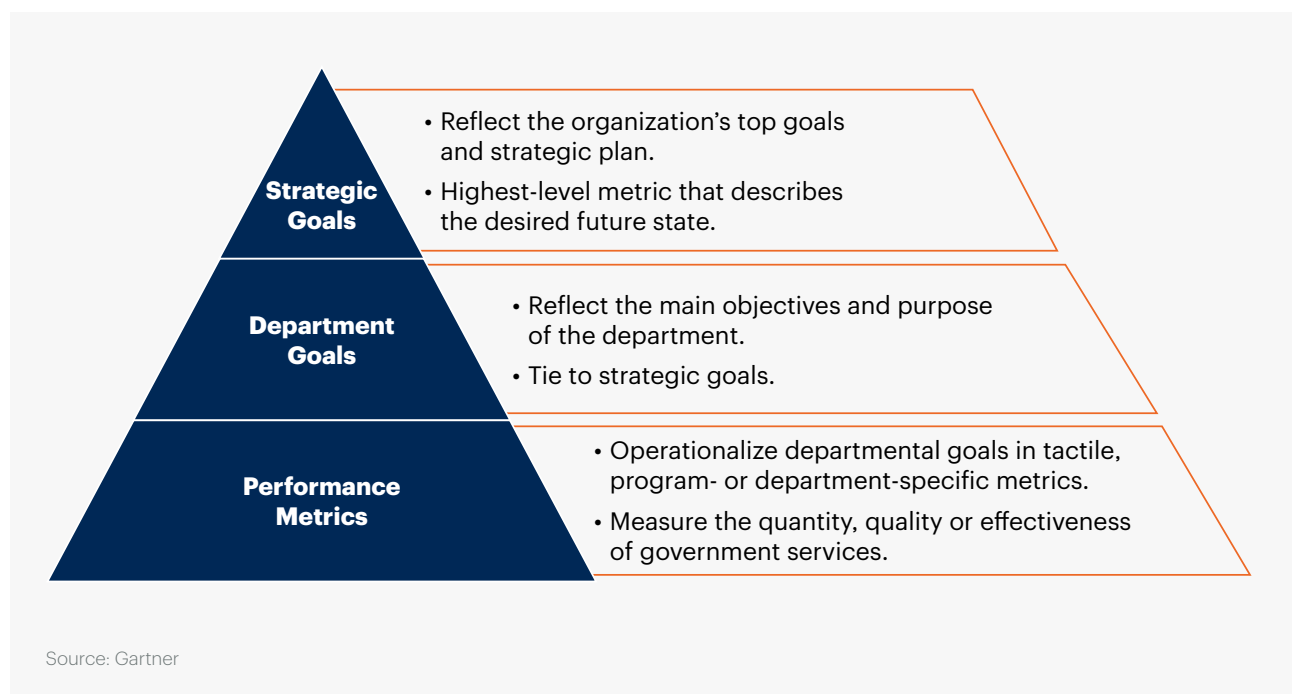 Strategic
Goals
• Reflect the organization’s top goals
and strategic plan.
• Highest-level metric that describes
the desired future state.
Department
Goals
• Reflect the main objectives and purpose
of the department.
• Tie to strategic goals.
Performance
Metrics
• Operationalize departmental goals in tactile,
program- or department-specific metrics.
• Measure the quantity, quality or effectiveness
of government services.
Source: Gartner